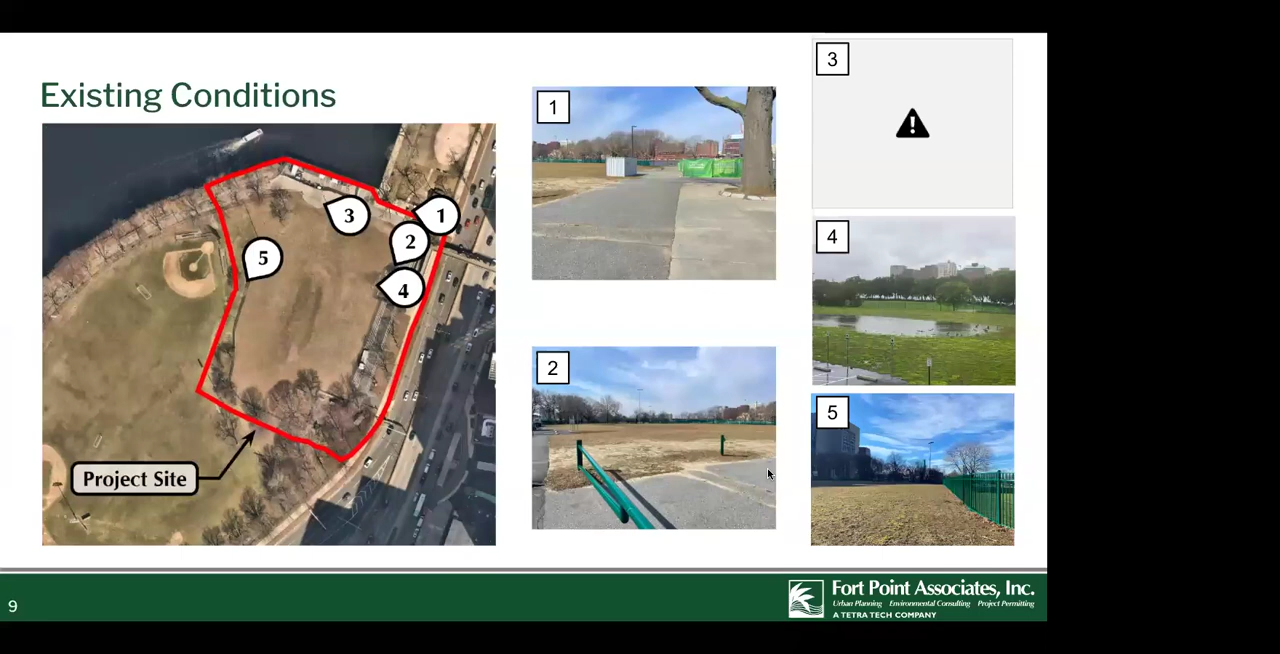 Existing Conditions
3
1
2
5
4
Project Site
1
2
3
4
5
9
Fort Point Associates, Inc.
Urban Planning Environmental Consulting Project Permitting
A TETRA TECH COMPANY